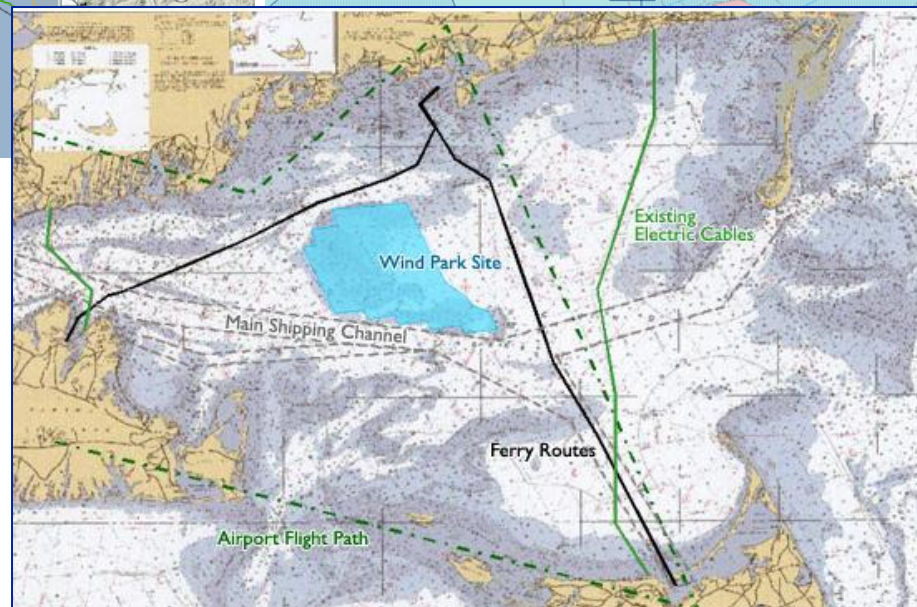 Existing
Electric Cables
Wind Park Site
Main Shipping Channel
Ferry Routes
Airport Flight Path